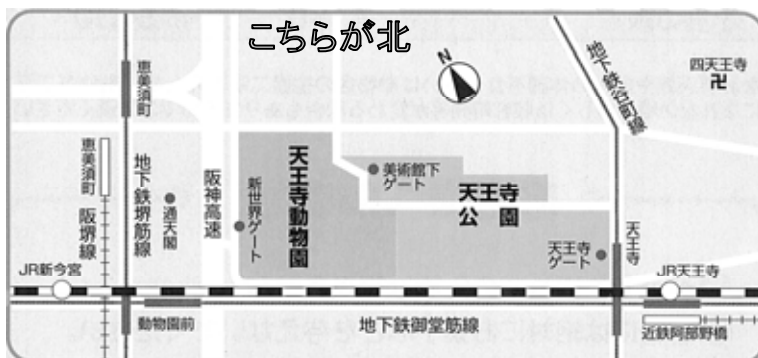 こちらが北
N
恵美須町
地下鉄谷町線
四天王寺
卍
恵美須町
阪堺線
地下鉄堺筋線
通天閣
阪神高速
新世界ゲート
天王寺動物園
美術館下
ゲート
天王寺
公園
天王寺
ゲート
天王寺
JR新今宮
JR天王寺
動物園前
地下鉄御堂筋線
近鉄阿部野橋